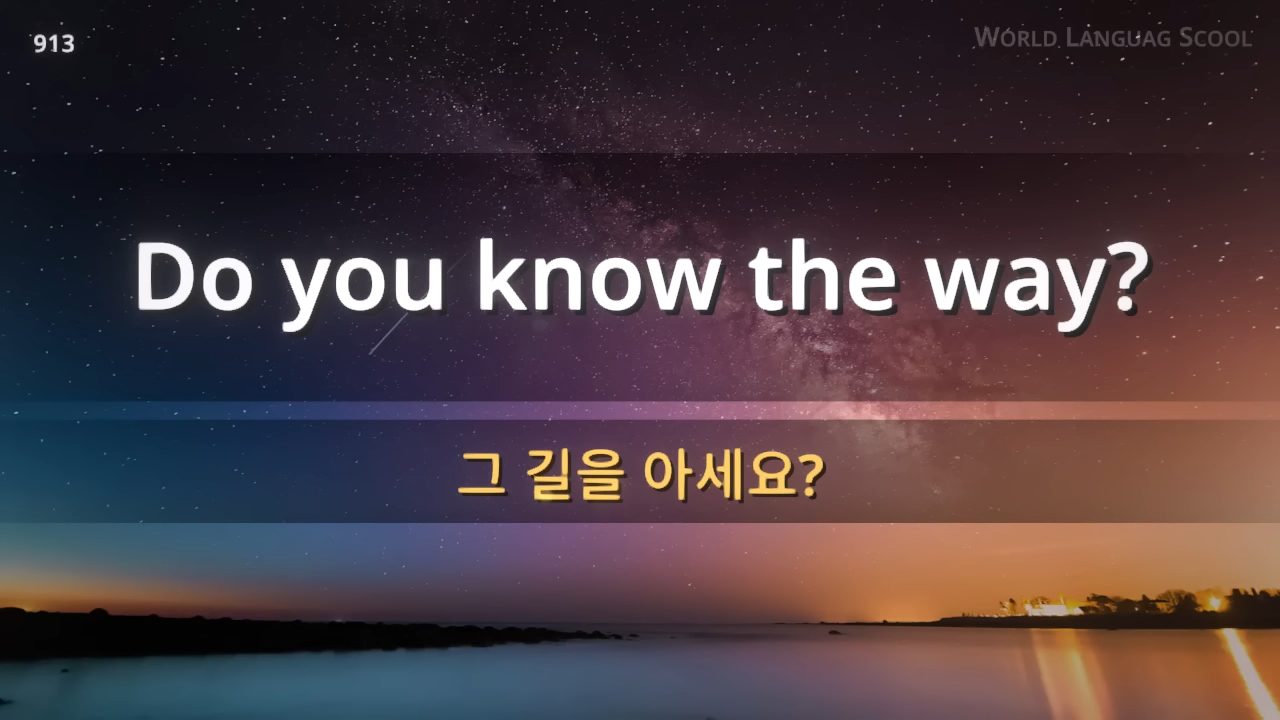 913
World Languag Scool
Do you know the way?
그 길을 아세요?